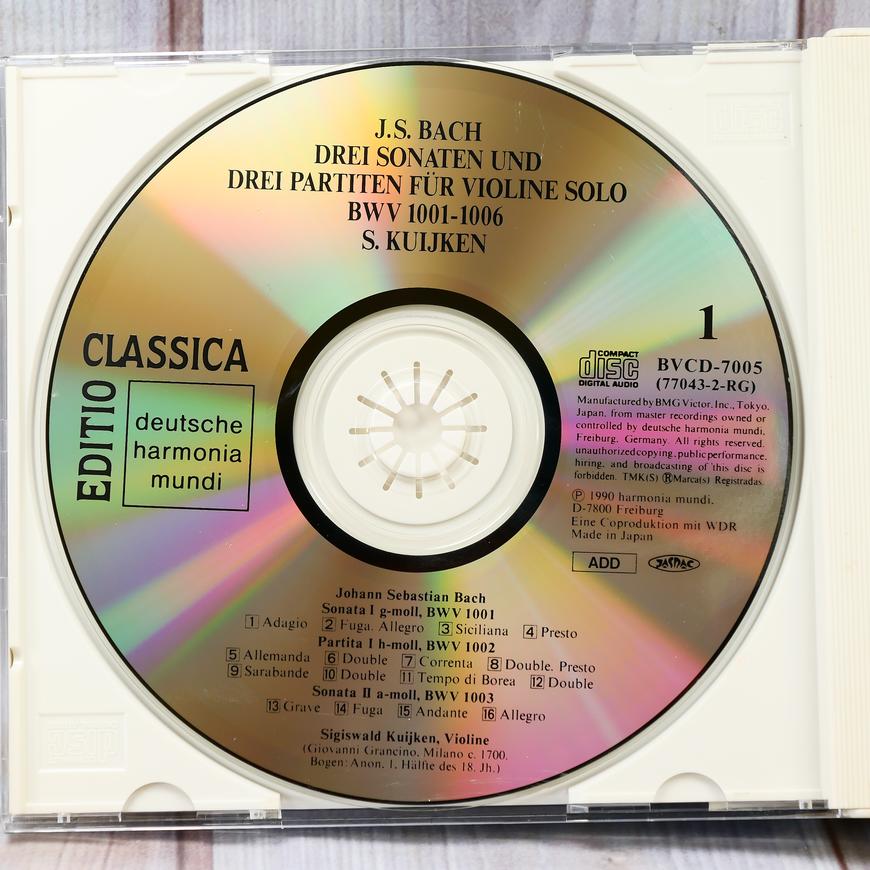 J.S. BACH
DREI SONATEN UND
DREI PARTITEN FÜR VIOLINE SOLO
BWV 1001-1006
S. KUIJKEN
EDITIO
CLASSICA
deutsche
harmonia
mundi
1
COMPACT
disc
DIGITAL AUDIO
BVCD-7005
(77043-2-RG)
Manufactured by BMG Victor, Inc., Tokyo,
Japan, from master recordings owned or
controlled by deutsche harmonia mundi,
Freiburg, Germany. All rights reserved.
unauthorized copying, public performance,
hiring, and broadcasting of this disc is
forbidden. TMK(S) ®Marca(s) Registradas.
Ⓟ 1990 harmonia mundi.
D-7800 Freiburg
Eine Coproduktion mit WDR
Made in Japan
ADD
JASRAC
Johann Sebastian Bach
Sonata I g-moll, BWV 1001
1 Adagio 2 Fuga. Allegro 3 Siciliana 4 Presto
Partita I h-moll, BWV 1002
5 Allemanda 6 Double 7 Correnta 8 Double. Presto
9 Sarabande 10 Double 11 Tempo di Borea 12 Double
Sonata II a-moll, BWV 1003
13 Grave 14 Fuga 15 Andante 16 Allegro
Sigiswald Kuijken, Violine
(Giovanni Grancino, Milano c. 1700,
Bogen: Anon. 1. Hälfte des 18. Jh.)
disc
disc